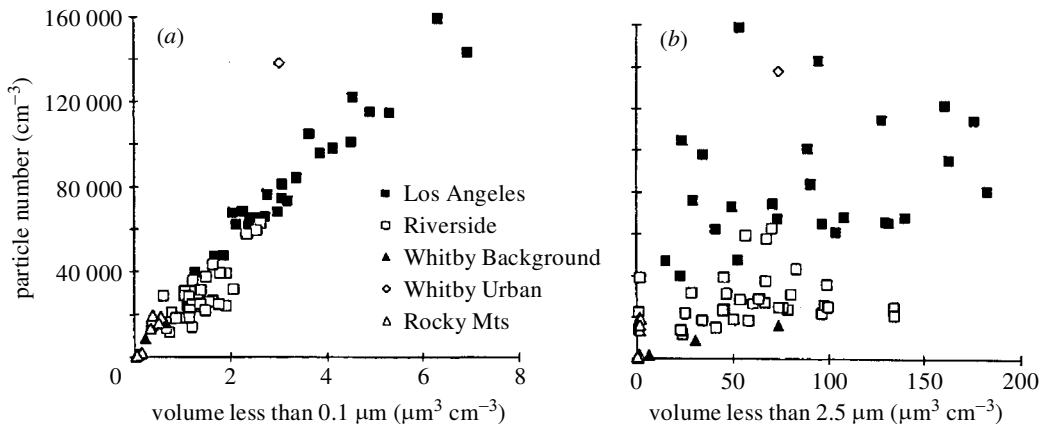 (a)
(b)
particle number (cm⁻³)
160 000
120 000
80 000
40 000
0
2
4
6
8
volume less than 0.1 μm (μm³ cm⁻³)
Los Angeles
Riverside
Whitby Background
Whitby Urban
Rocky Mts
0
50
100
150
200
volume less than 2.5 μm (μm³ cm⁻³)